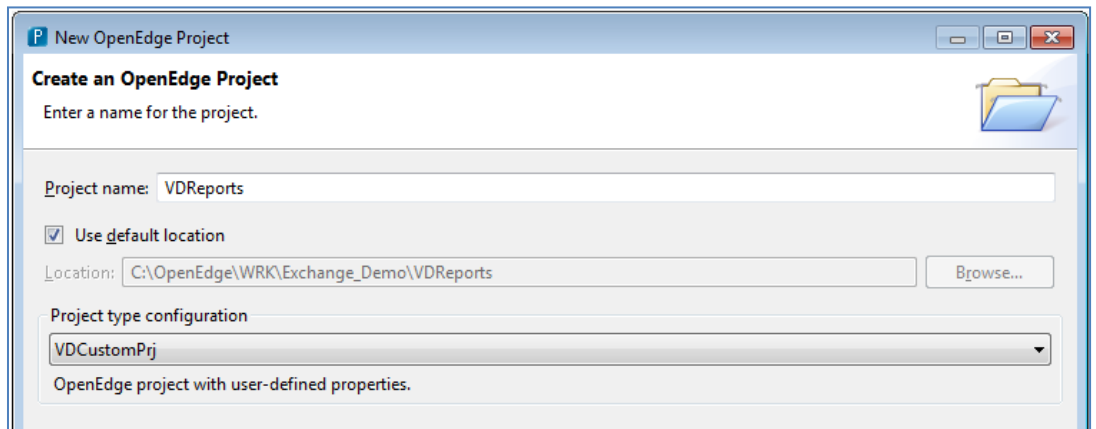 New OpenEdge Project
Create an OpenEdge Project
Enter a name for the project.
Project name: VDReports
Use default location
Location: C:\OpenEdge\WRK\Exchange_Demo\VDReports Browse...
Project type configuration
VDCustomPrj
OpenEdge project with user-defined properties.